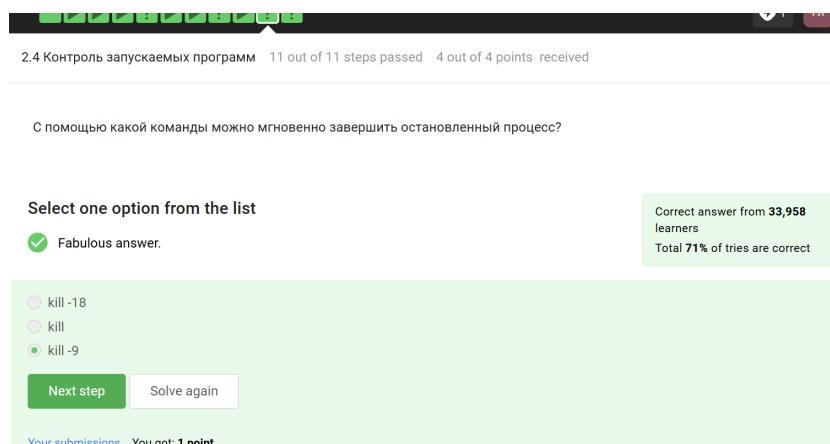 2.4 Контроль запускаемых программ 11 out of 11 steps passed 4 out of 4 points received
С помощью какой команды можно мгновенно завершить остановленный процесс?
Select one option from the list
Fabulous answer.
Correct answer from 33,958
learners
Total 71% of tries are correct
kill -18
kill
kill -9
Next step Solve again
Your submissions You got: 1 point